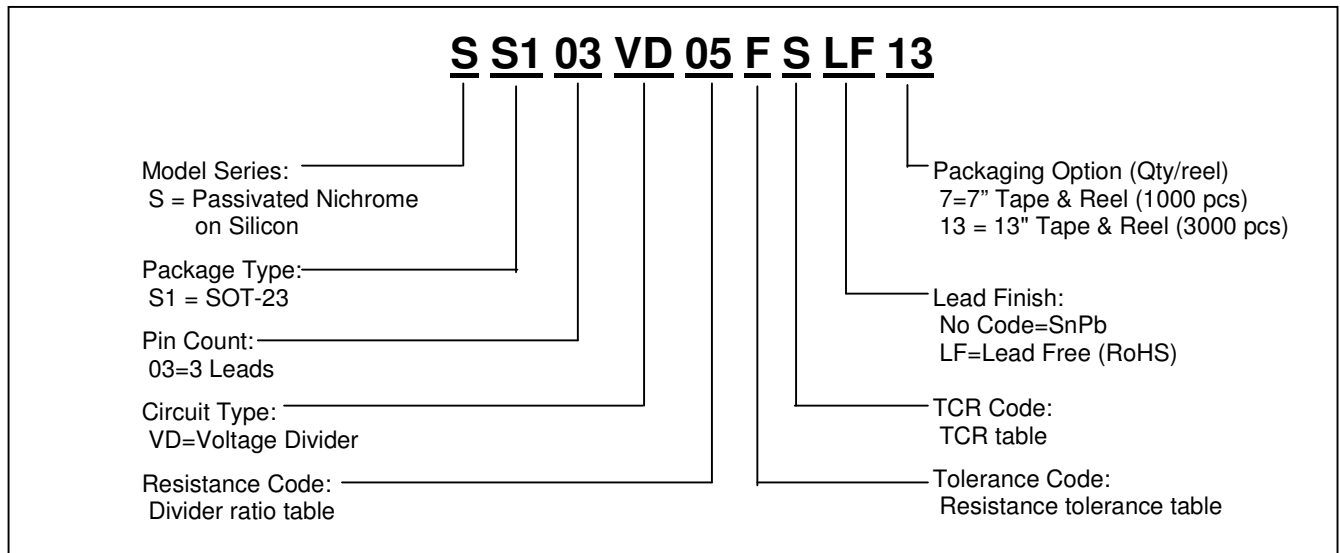 S S1 03 VD 05 F S LF 13
Model Series:
S = Passivated Nichrome
on Silicon
Package Type:
S1 = SOT-23
Pin Count:
03=3 Leads
Circuit Type:
VD=Voltage Divider
Resistance Code:
Divider ratio table
Packaging Option (Qty/reel)
7=7” Tape & Reel (1000 pcs)
13 = 13" Tape & Reel (3000 pcs)
Lead Finish:
No Code=SnPb
LF=Lead Free (RoHS)
TCR Code:
TCR table
Tolerance Code:
Resistance tolerance table